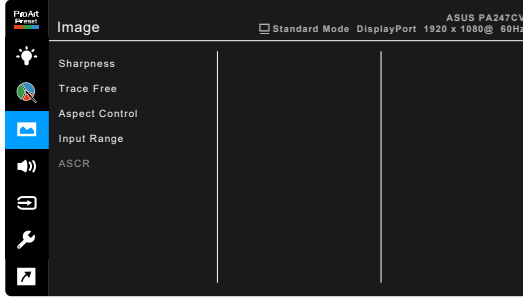 ProArt
Preset
Image
ASUS PA247CV
Standard Mode DisplayPort 1920 x 1080@ 60Hz
Sharpness
Trace Free
Aspect Control
Input Range
ASCR